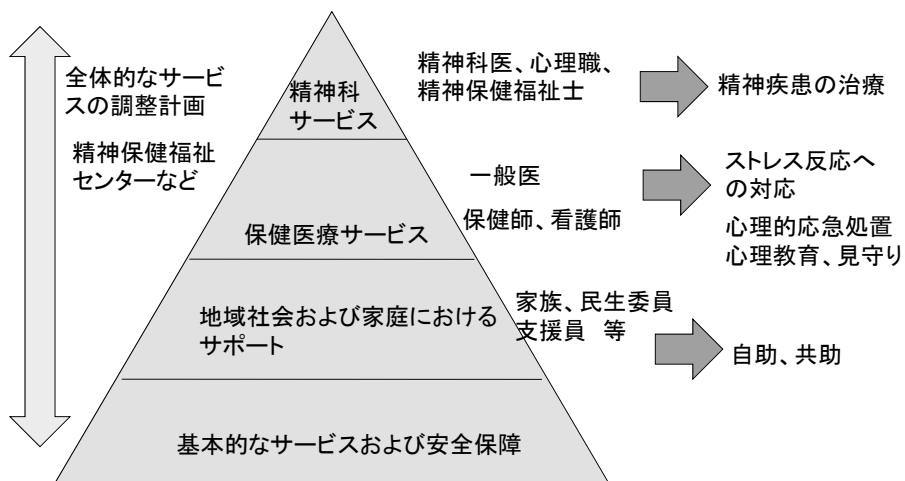 全体的なサービ
スの調整計画
精神保健福祉
センターなど
精神科
サービス
精神科医、心理職、
精神保健福祉士
精神疾患の治療
保健医療サービス
一般医
保健師、看護師
ストレス反応へ
の対応
心理的応急処置
心理教育、見守り
地域社会および家庭における
サポート
家族、民生委員
支援員　等
自助、共助
基本的なサービスおよび安全保障